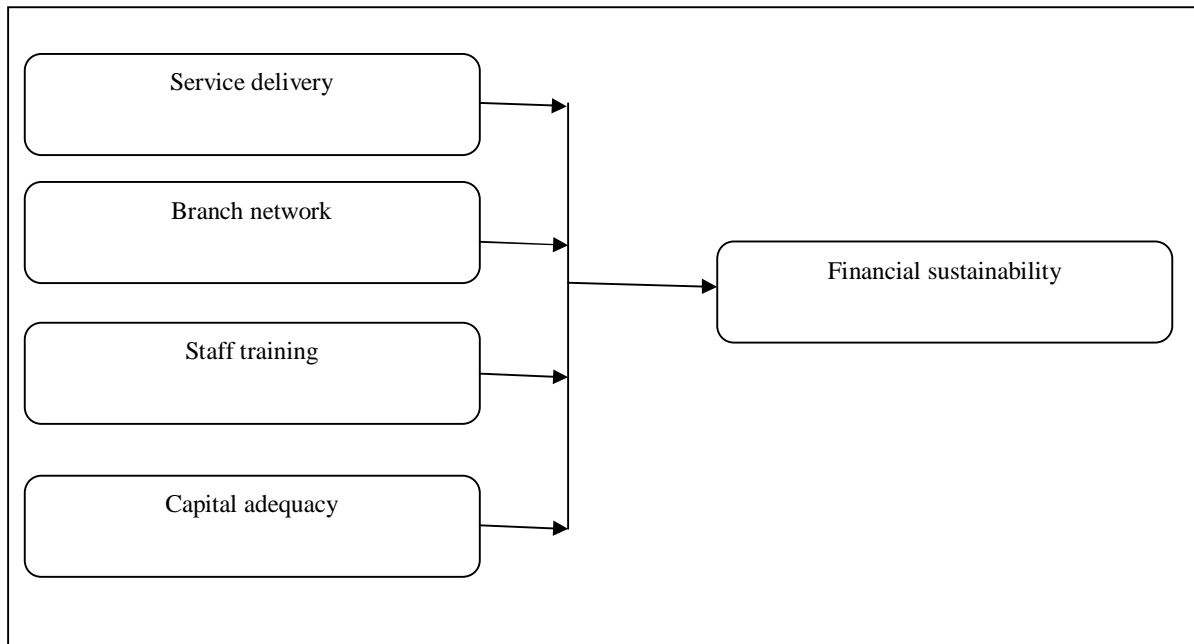 Service delivery
Branch network
Financial sustainability
Staff training
Capital adequacy